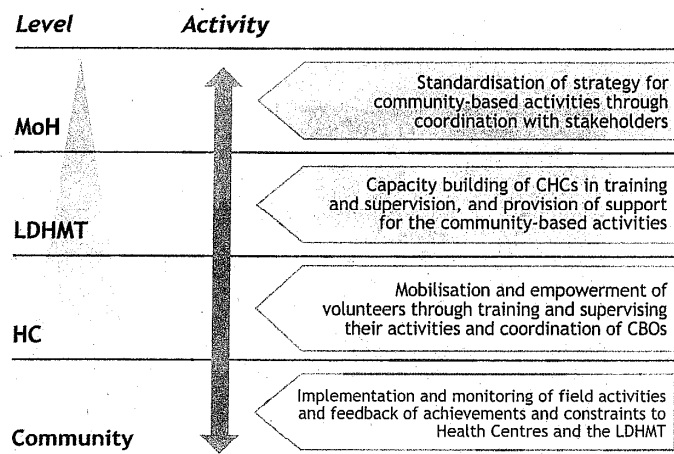 Level Activity
Standardisation of strategy for
community-based activities through
coordination with stakeholders
MoH
Capacity building of CHCs in training
and supervision, and provision of support
for the community-based activities
LDHMT
Mobilisation and empowerment of
volunteers through training and supervising
their activities and coordination of CBOs
HC
Implementation and monitoring of field activities
and feedback of achievements and constraints to
Health Centres and the LDHMT
Community